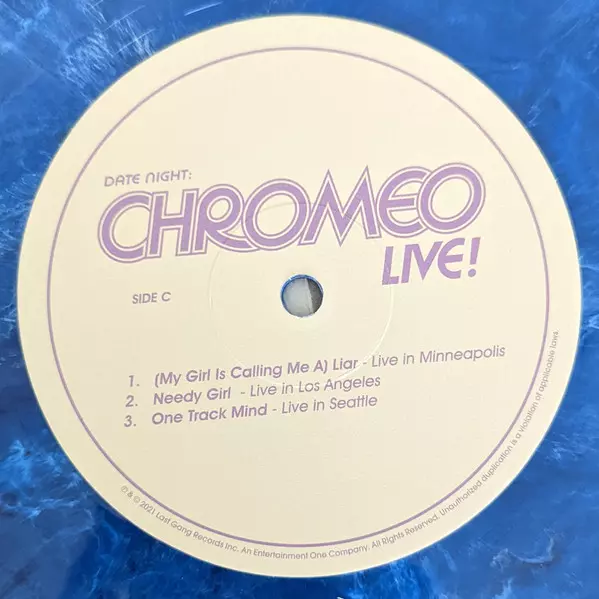 DATE NIGHT:
CHROMEO
LIVE!
SIDE C
1. (My Girl Is Calling Me A) Liar - Live in Minneapolis
2. Needy Girl - Live in Los Angeles
3. One Track Mind - Live in Seattle
℗ & © 2021 Last Gang Records Inc. An Entertainment One Company. All Rights Reserved. Unauthorized duplication is a violation of applicable laws.